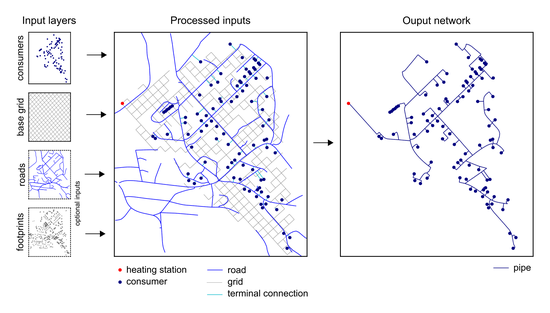 Input layers
Processed inputs
Ouput network
consumers
base grid
roads
footprints
optional inputs
heating station
consumer
road
grid
terminal connection
pipe